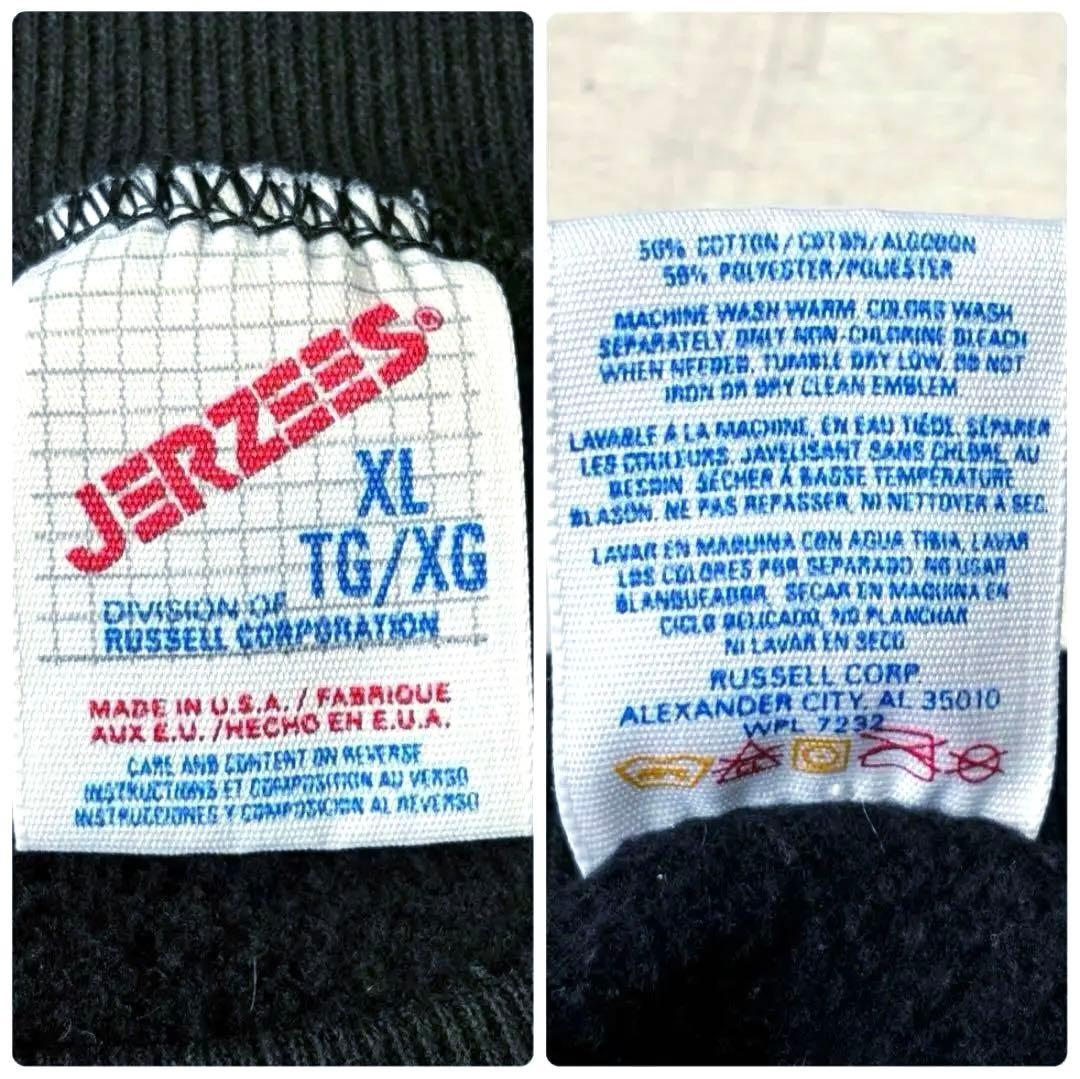 JERZEES®
XL
TG/XG
DIVISION OF
RUSSELL CORPORATION
MADE IN U.S.A. / FABRIQUE
AUX E.U. /HECHO EN E.U.A.
CARE AND CONTENT ON REVERSE
INSTRUCTIONS ET COMPOSITION AU VERSO
INSTRUCCIONES Y COMPOSICION AL REVERSO
50% COTTON/COTON/ALGODON
50% POLYESTER/POLIESTER
MACHINE WASH WARM. COLORS WASH
SEPARATELY. ONLY NON-CHLORINE BLEACH
WHEN NEEDED. TUMBLE DRY LOW. DO NOT
IRON OR DRY CLEAN EMBLEM
LAVABLE À LA MACHINE, EN EAU TIÉDE, SÉPARER
LES COULEURS, JAVELISANT SANS CHLORE, AU
BESOIN. SÉCHER À BASSE TEMPÉRATURE
BLASON. NE PAS REPASSER, NI NETTOYER A SEC.
LAVAR EN MAQUINA CON AGUA TIBIA, LAVAR
LOS COLORES POR SEPARADO, NO USAR
BLANQUEADOR, SECAR EN MAQUINA EN
CICLO DELICADO, NO PLANCHAR
NI LAVAR EN SECO
RUSSELL CORP.
ALEXANDER CITY, AL 35010
WPL 7232